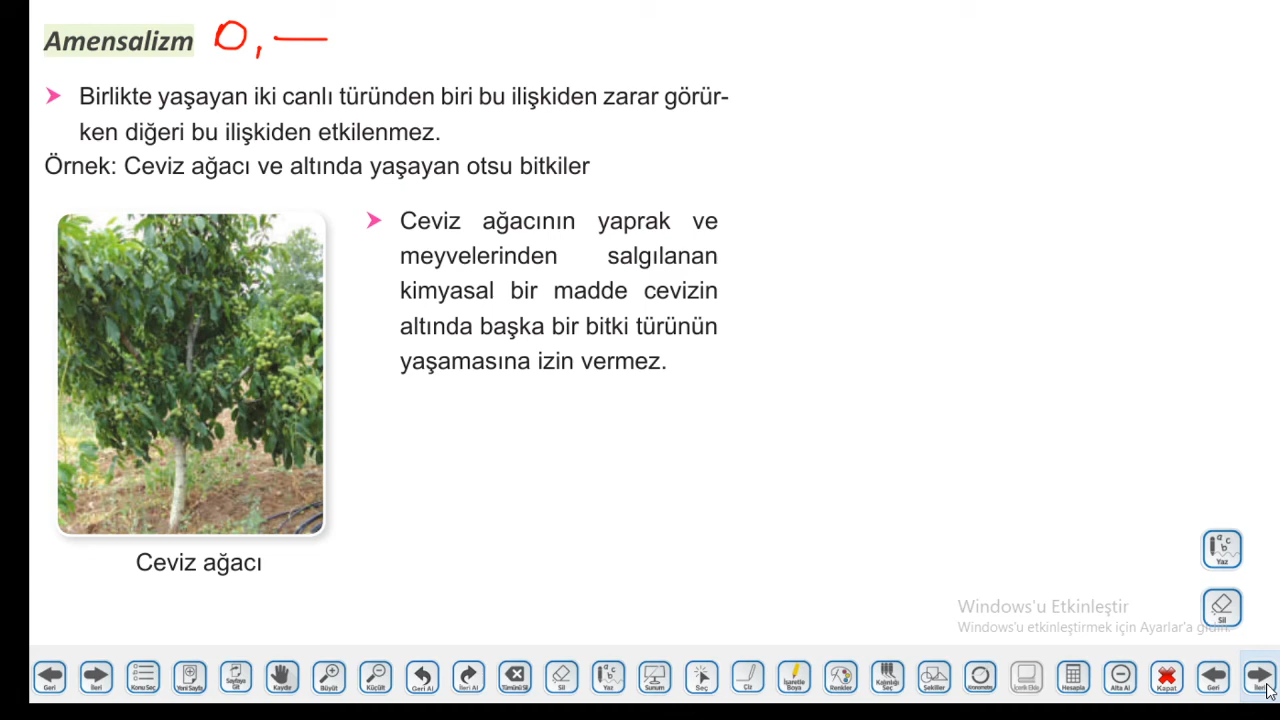 Amensalizm 0, —
Birlikte yaşayan iki canlı türünden biri bu ilişkiden zarar görür-
ken diğeri bu ilişkiden etkilenmez.
Örnek: Ceviz ağacı ve altında yaşayan otsu bitkiler
Ceviz ağacının yaprak ve
meyvelerinden salgılanan
kimyasal bir madde cevizin
altında başka bir bitki türünün
yaşamasına izin vermez.
Ceviz ağacı
Yaz
Windows'u Etkinleştir
Windows'u etkinleştirmek için Ayarlar'a gidin.
Sil
Geri İleri Konu Seç Yeni Sayfa Sayfaya Git Kaydır Büyüt Küçült Geri Al İleri Al Tümünü Sil Sil Yaz Sunum Seç Çiz İşaretle Boya Renkler Kalınlığı Seç Şekiller Kronometre İçerik Ekle Hesapla Alta Al Kapat Geri İleri